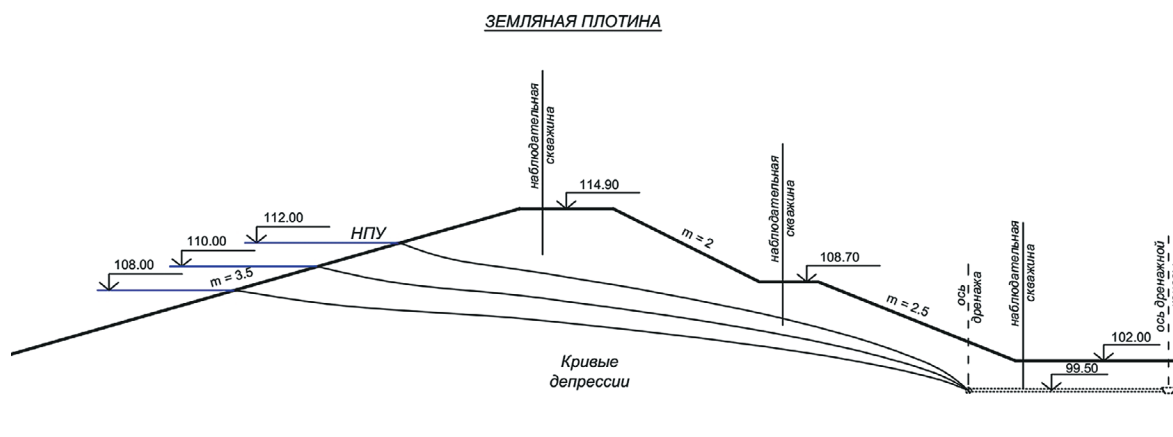 ЗЕМЛЯНАЯ ПЛОТИНА
наблюдательная
скважина
114.90
112.00
НПУ
110.00
108.00
m = 3.5
m = 2
наблюдательная
скважина
108.70
m = 2.5
ось
дренажа
наблюдательная
скважина
ось дренажной
102.00
99.50
Кривые
депрессии